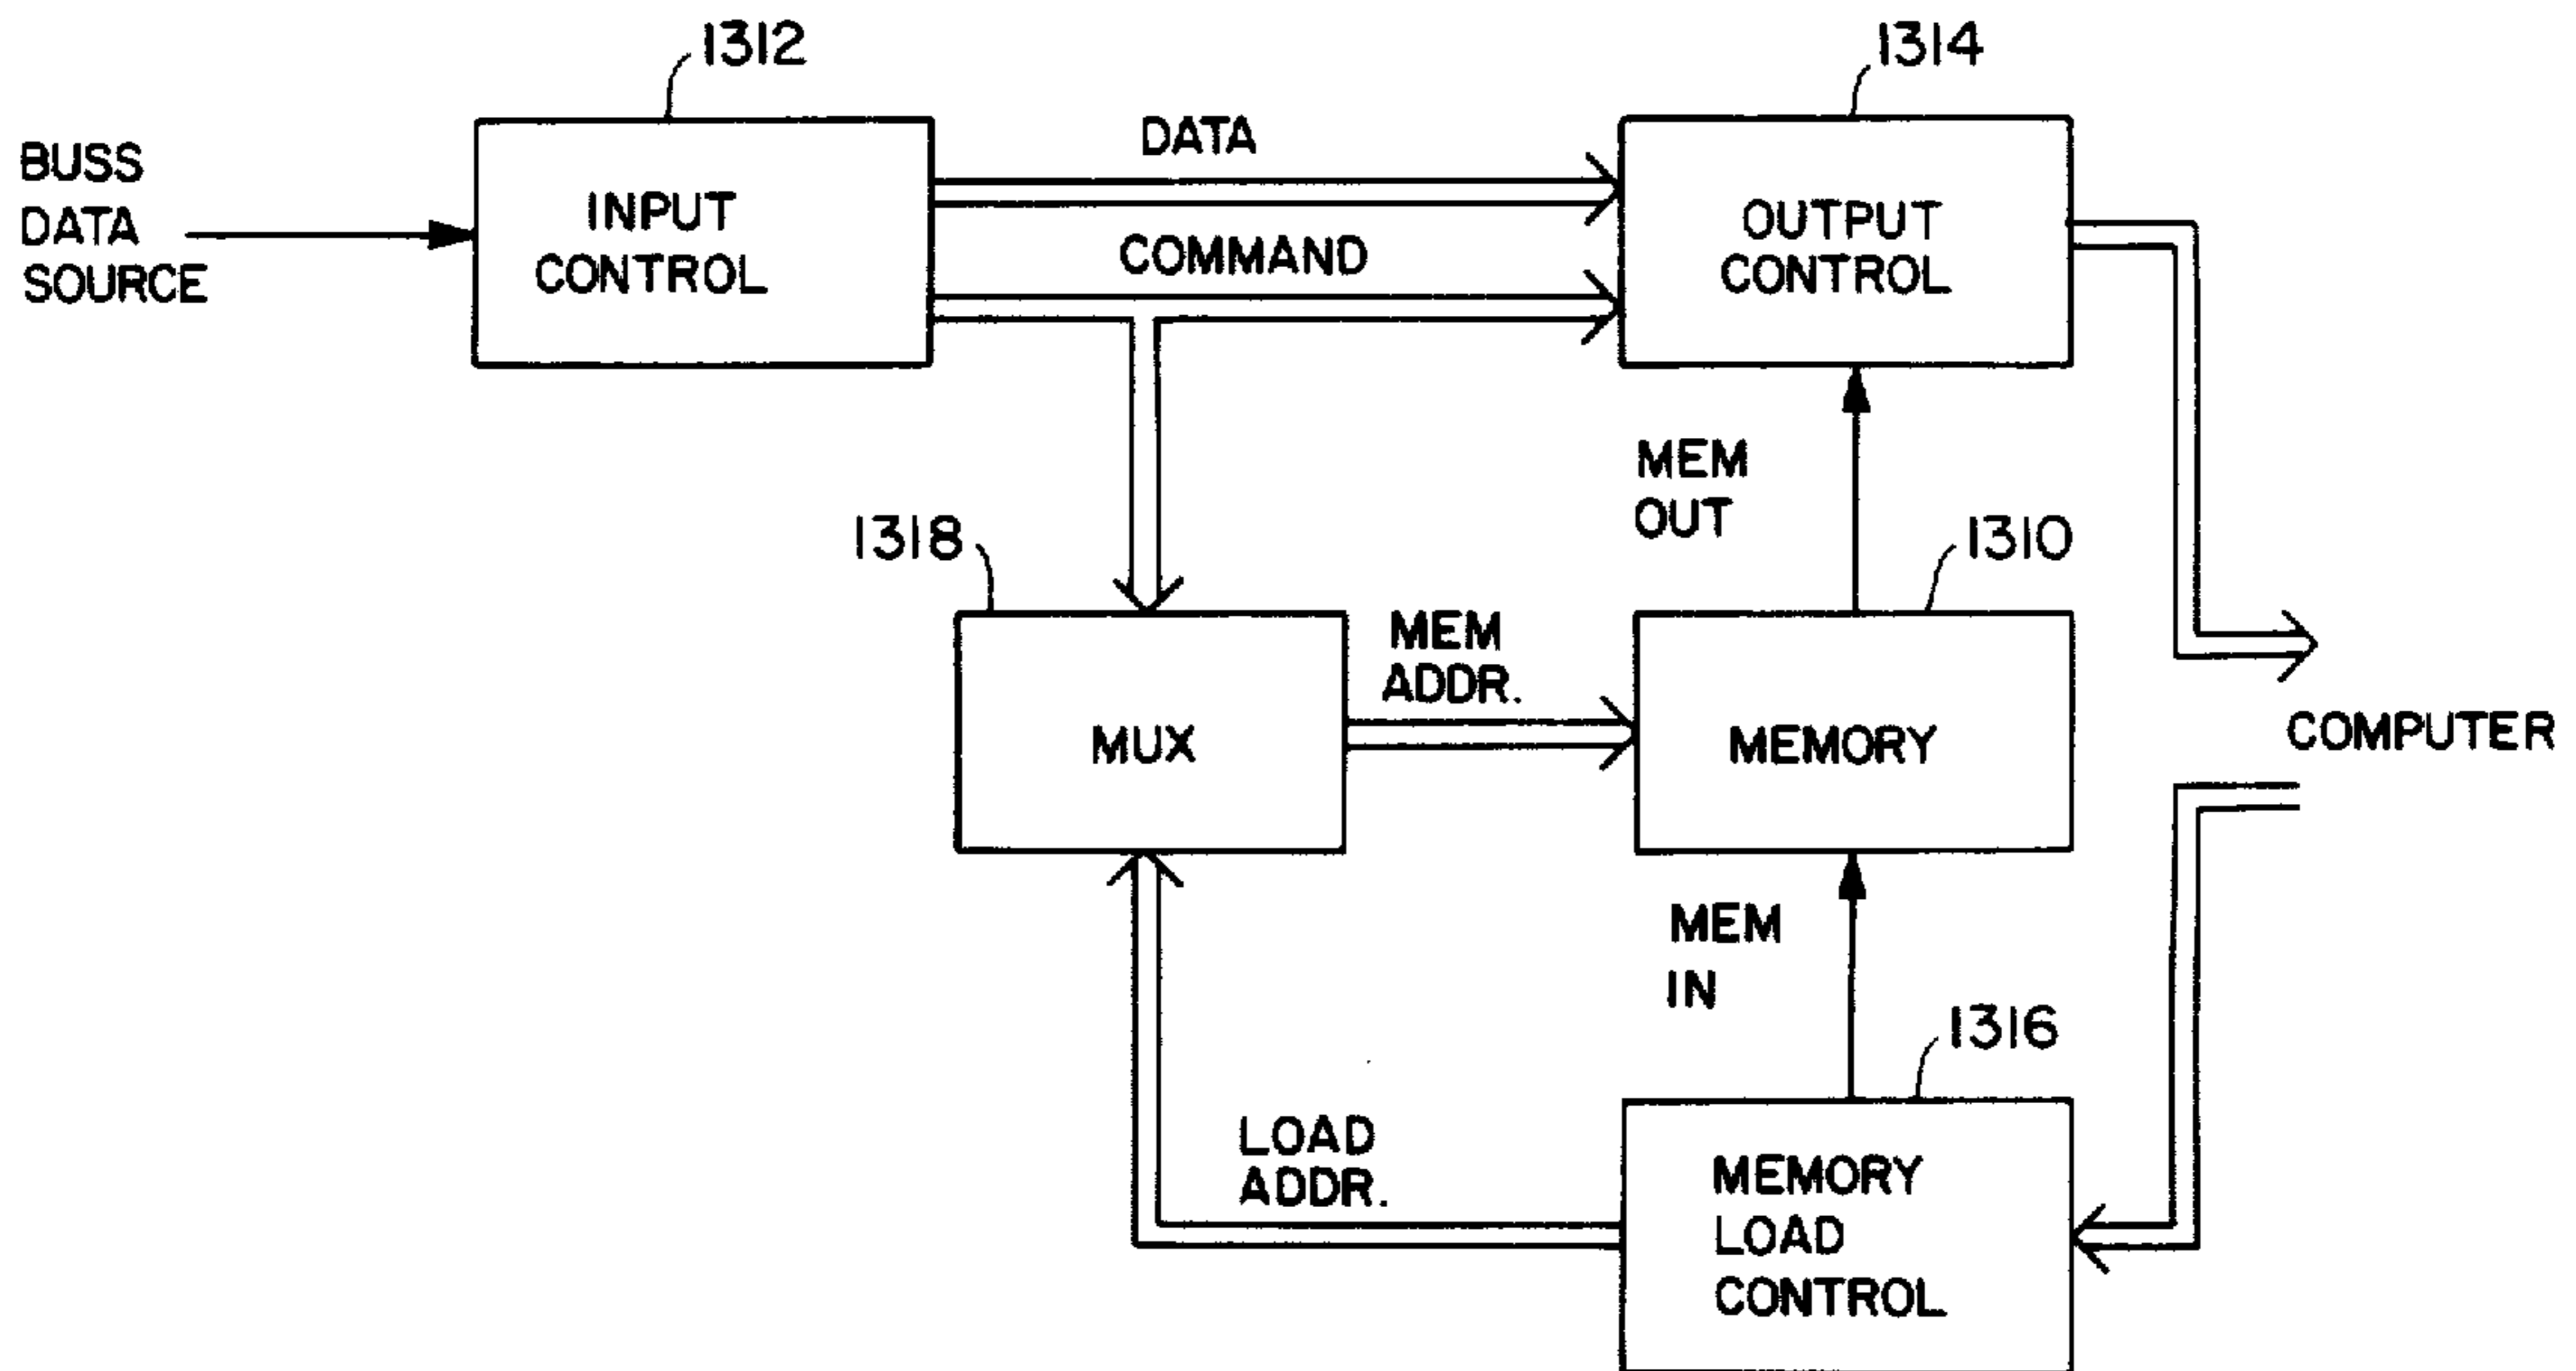 1312
1314
BUSS
DATA
SOURCE
INPUT
CONTROL
DATA
COMMAND
OUTPUT
CONTROL
MEM
OUT
1318
1310
MUX
MEM
ADDR.
MEMORY
COMPUTER
MEM
IN
1316
LOAD
ADDR.
MEMORY
LOAD
CONTROL